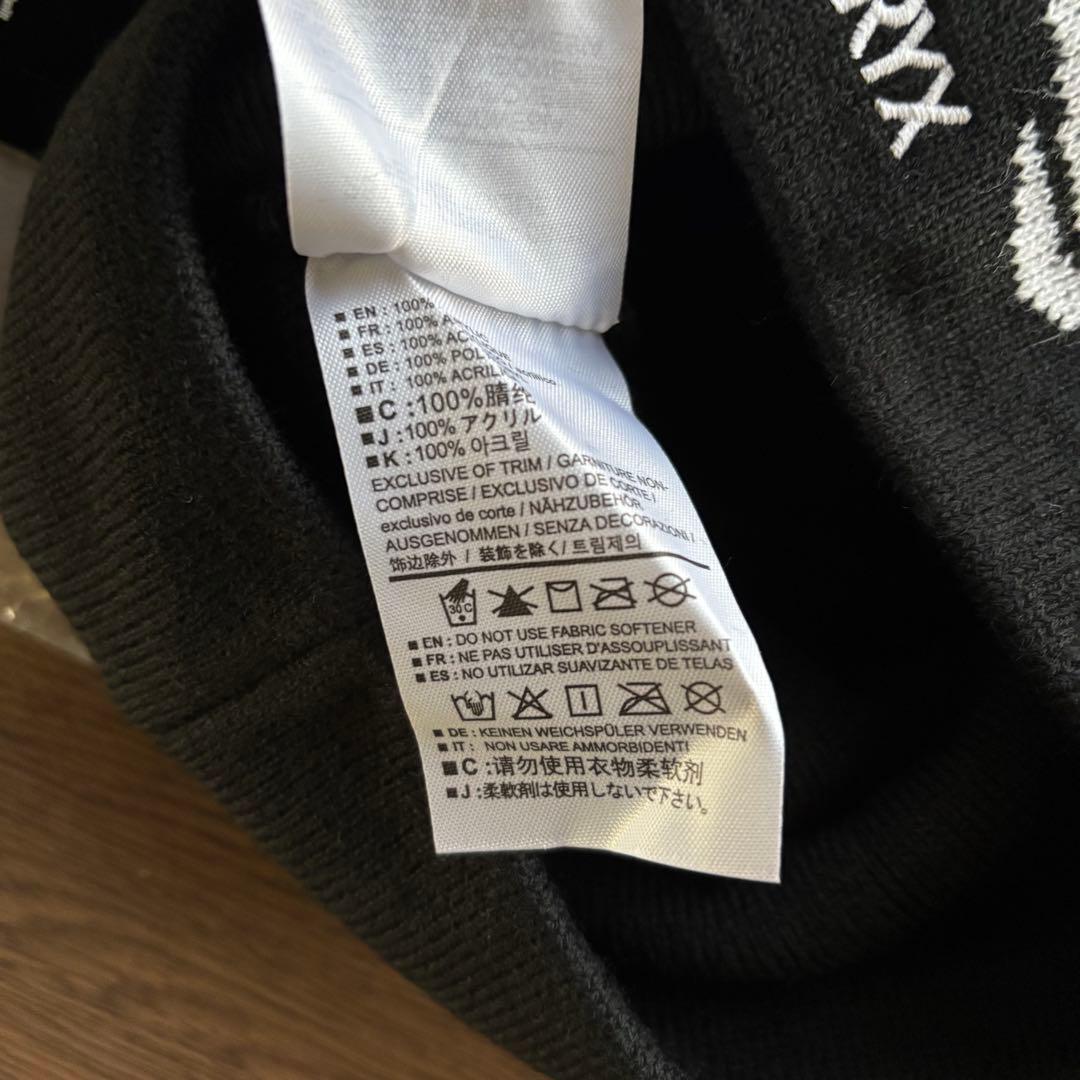 RYX
EN : 100%
FR : 100% A
ES : 100% AC
DE : 100% POL
IT : 100% ACRILI
C :100%腈纶
J :100% アクリル
K :100% 아크릴
EXCLUSIVE OF TRIM / GARNITURE NON-
COMPRISE / EXCLUSIVO DE CORTE /
exclusivo de corte / NÄHZUBEHÖR
AUSGENOMMEN / SENZA DECORAZIONI /
饰边除外 / 装飾を除く/ 트림제의
30 C
EN : DO NOT USE FABRIC SOFTENER
FR : NE PAS UTILISER D'ASSOUPLISSANT
ES : NO UTILIZAR SUAVIZANTE DE TELAS
DE : KEINEN WEICHSPÜLER VERWENDEN
IT : NON USARE AMMORBIDENTI
C :请勿使用衣物柔软剂
J :柔軟剤は使用しないで下さい。